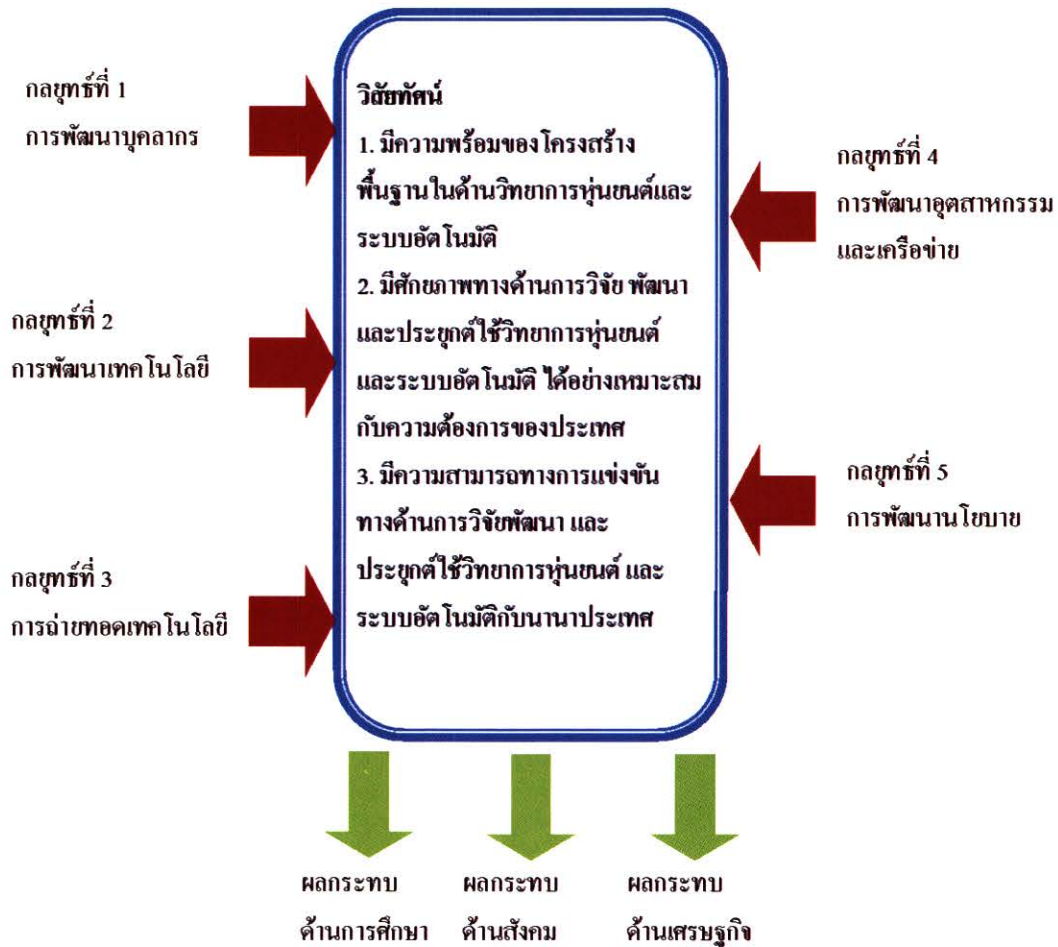 กลยุทธ์ที่ 1
การพัฒนาบุคลากร
กลยุทธ์ที่ 2
การพัฒนาเทคโนโลยี
กลยุทธ์ที่ 3
การถ่ายทอดเทคโนโลยี
วิสัยทัศน์
1. มีความพร้อมของโครงสร้าง
พื้นฐานในด้านวิทยาการหุ่นยนต์และ
ระบบอัตโนมัติ
2. มีศักยภาพทางด้านการวิจัย พัฒนา
และประยุกต์ใช้วิทยาการหุ่นยนต์
และระบบอัตโนมัติ ได้อย่างเหมาะสม
กับความต้องการของประเทศ
3. มีความสามารถทางการแข่งขัน
ทางด้านการวิจัยพัฒนา และ
ประยุกต์ใช้วิทยาการหุ่นยนต์ และ
ระบบอัตโนมัติกับนานาประเทศ
กลยุทธ์ที่ 4
การพัฒนาอุตสาหกรรม
และเครือข่าย
กลยุทธ์ที่ 5
การพัฒนานโยบาย
ผลกระทบ
ด้านการศึกษา
ผลกระทบ
ด้านสังคม
ผลกระทบ
ด้านเศรษฐกิจ